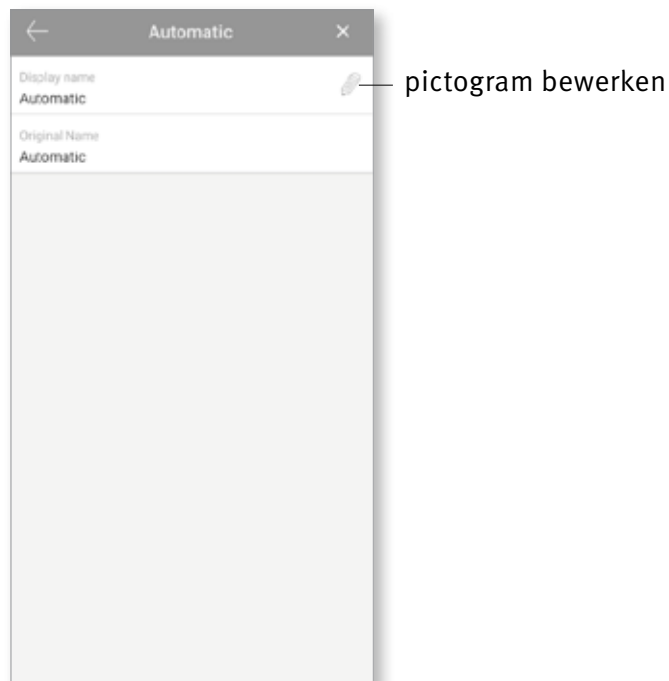 Automatic
Display name
Automatic
pictogram bewerken
Original Name
Automatic